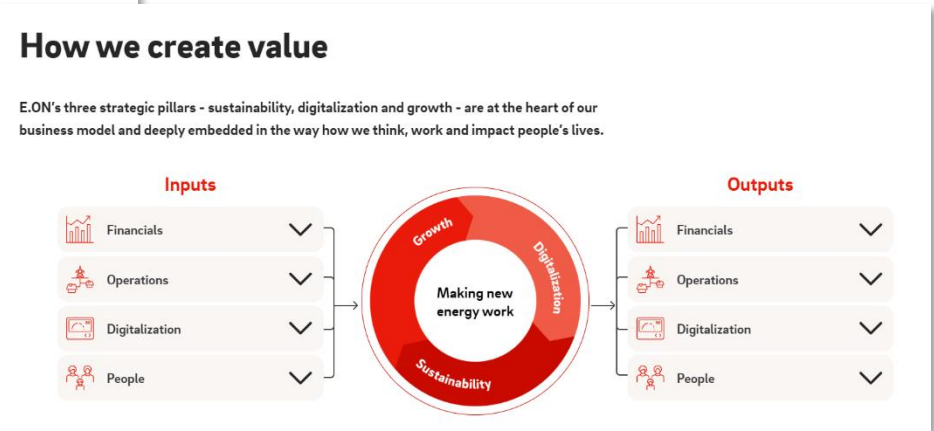 How we create value
E.ON's three strategic pillars - sustainability, digitalization and growth - are at the heart of our
business model and deeply embedded in the way how we think, work and impact people's lives.
Inputs
Financials
Operations
Digitalization
People
Growth
Digitalization
Sustainability
Making new
energy work
Outputs
Financials
Operations
Digitalization
People